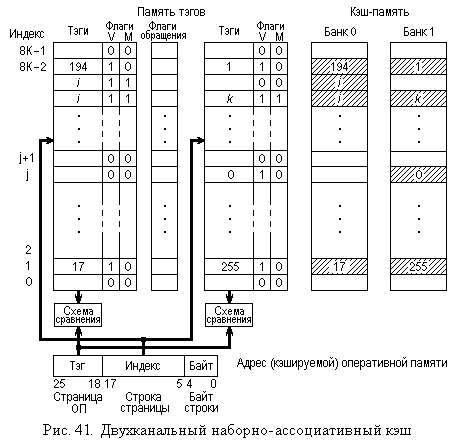 Память тэгов Кэш-память
Индекс Тэги Флаги V M Флаги обращения Тэги Флаги V M Банк 0 Банк 1
8К-1 0 0 0 0
8К-2 194 1 0 1 1 0 194 1
i 1 1 0 0 i
i 1 1 k 1 1 i k
j+1 0 0 0 0
j 0 0 0 1 0 0
2
1 17 1 0 255 1 0 17 255
0 0 0 0 0
Схема сравнения Схема сравнения
Тэг Индекс Байт Адрес (кэшируемой) оперативной памяти
25 18 17 5 4 0
Страница ОП Строка страницы Байт строки
Рис. 41. Двухканальный наборно-ассоциативный кэш